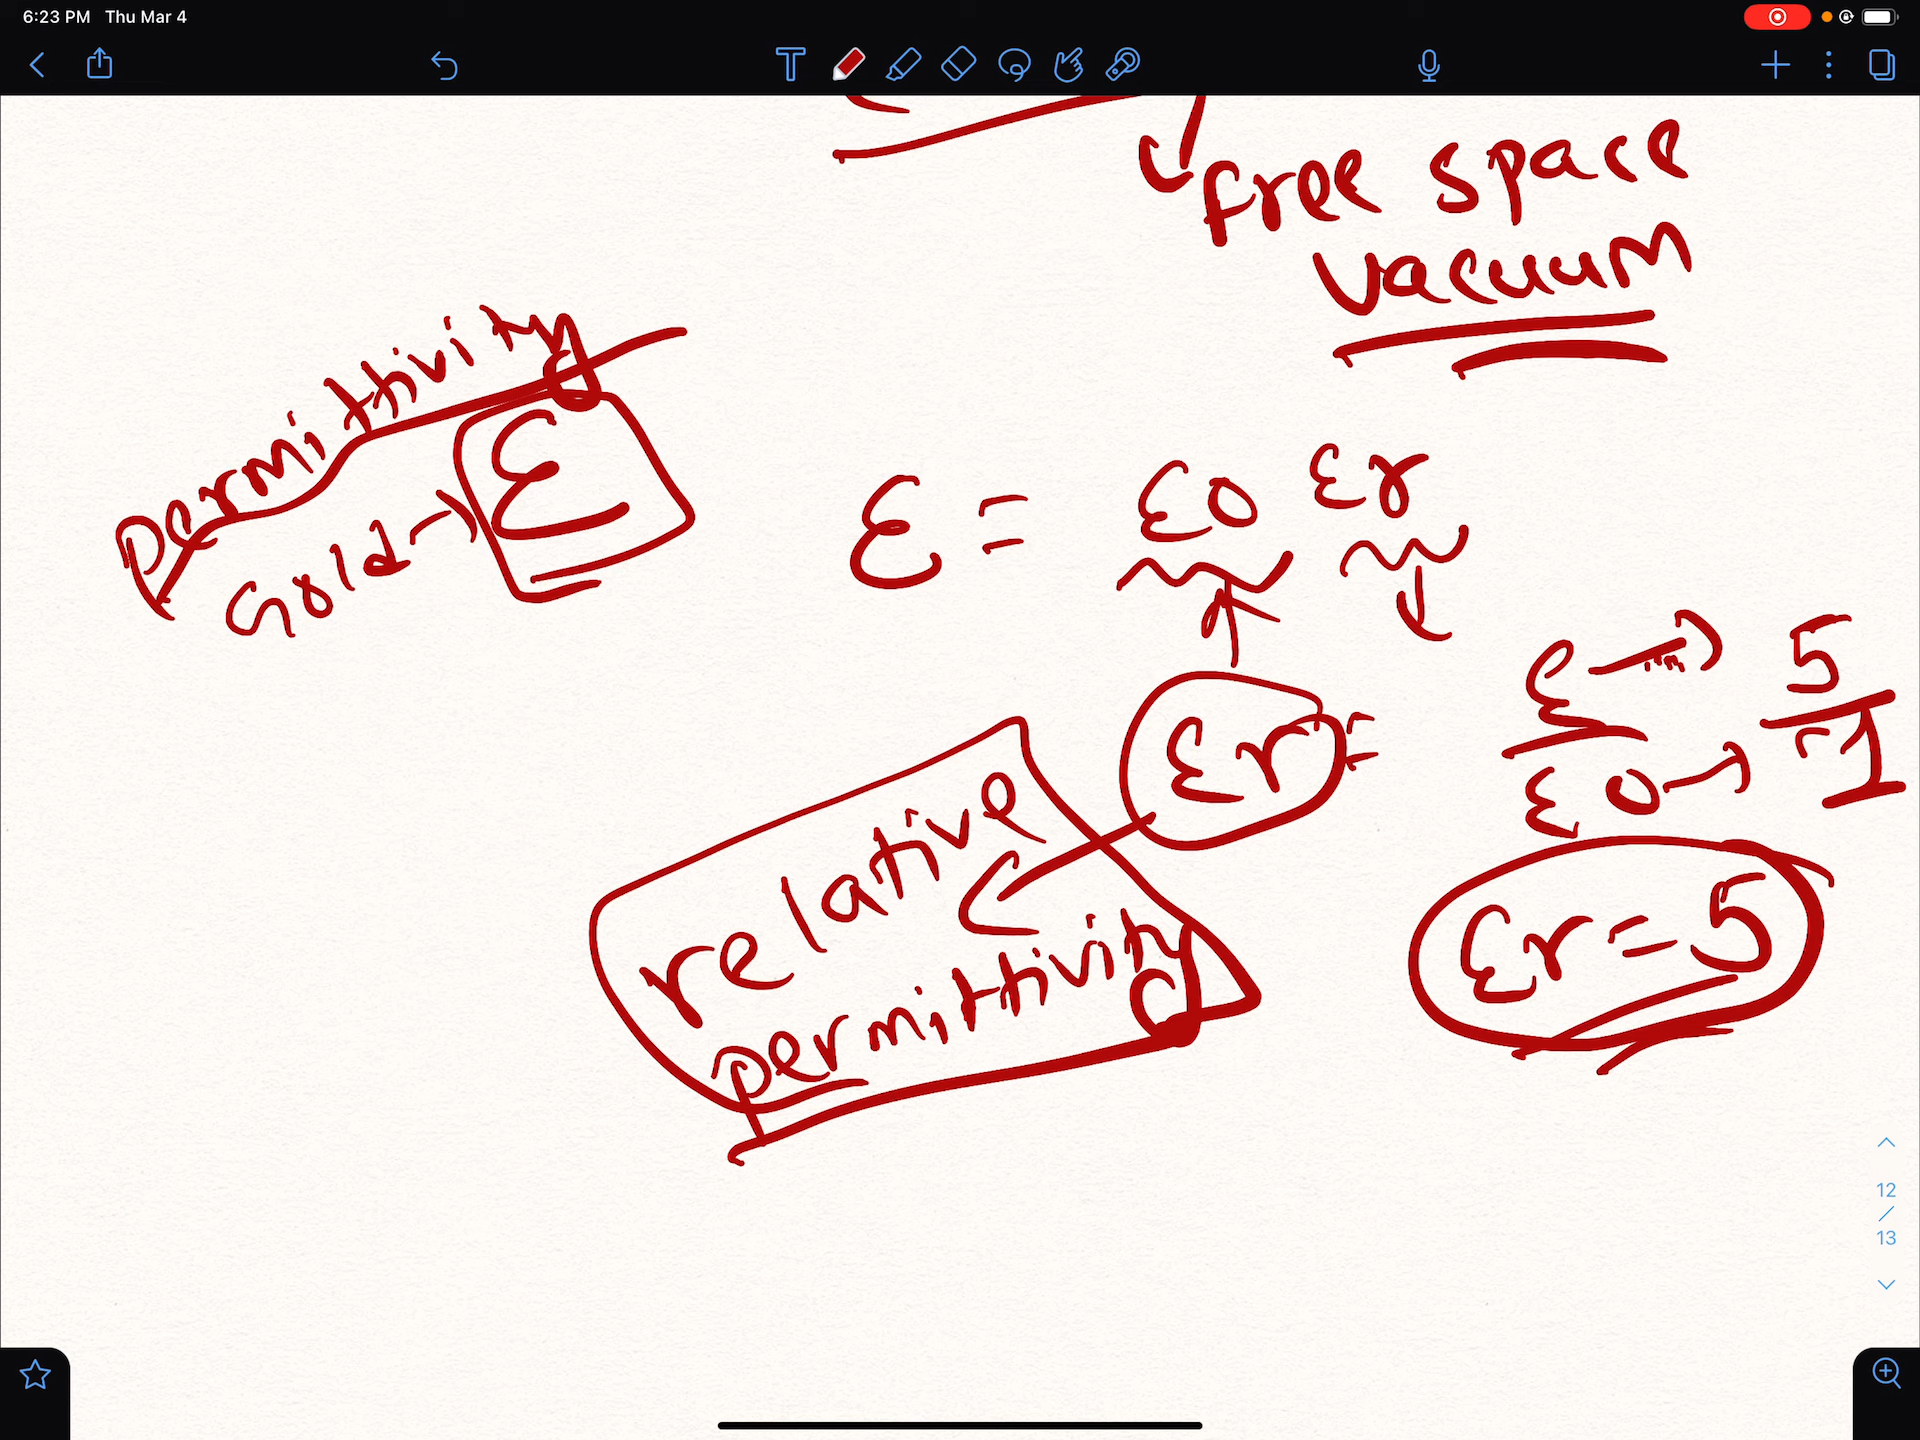 6:23 PM Thu Mar 4
free space
vacuum
permittivity
Gold → ε
ε = ε0 εr
εr =
ε → 5
ε0 → 1
relative
permittivity
εr = 5
12
/
13